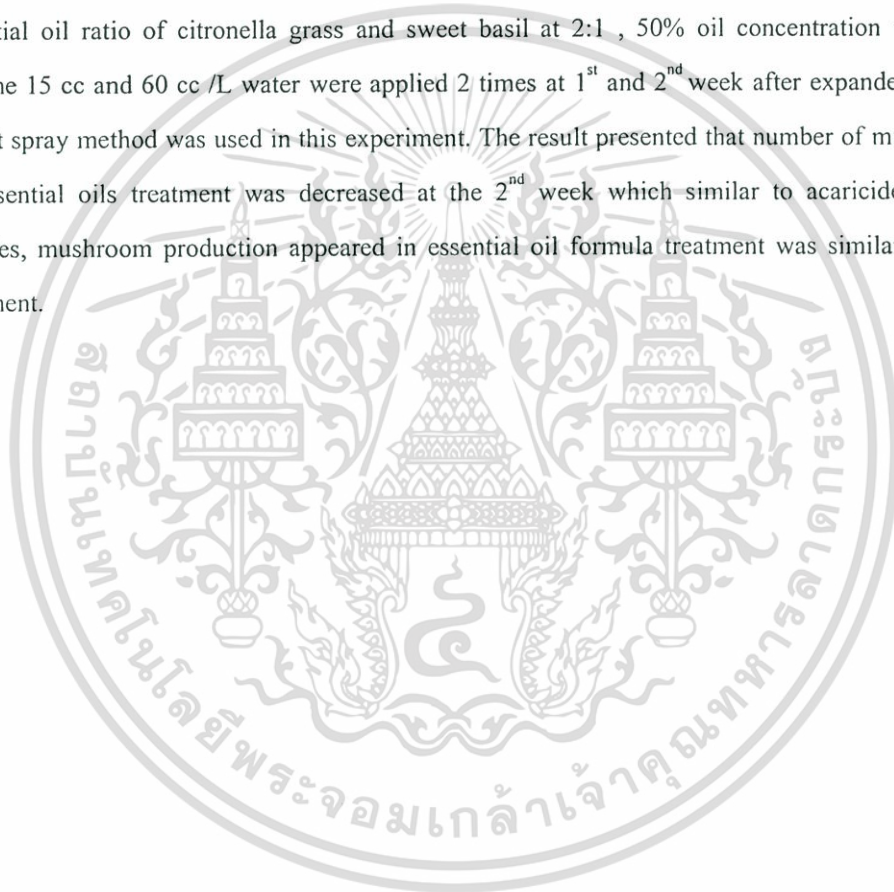 tial oil ratio of citronella grass and sweet basil at 2:1 , 50% oil concentration
ne 15 cc and 60 cc /L water were applied 2 times at 1st and 2nd week after expande
t spray method was used in this experiment. The result presented that number of m
sential oils treatment was decreased at the 2nd week which similar to acaricide
es, mushroom production appeared in essential oil formula treatment was simila
nent.
สถาบันเทคโนโลยีพระจอมเกล้าเจ้าคุณทหารลาดกระบัง